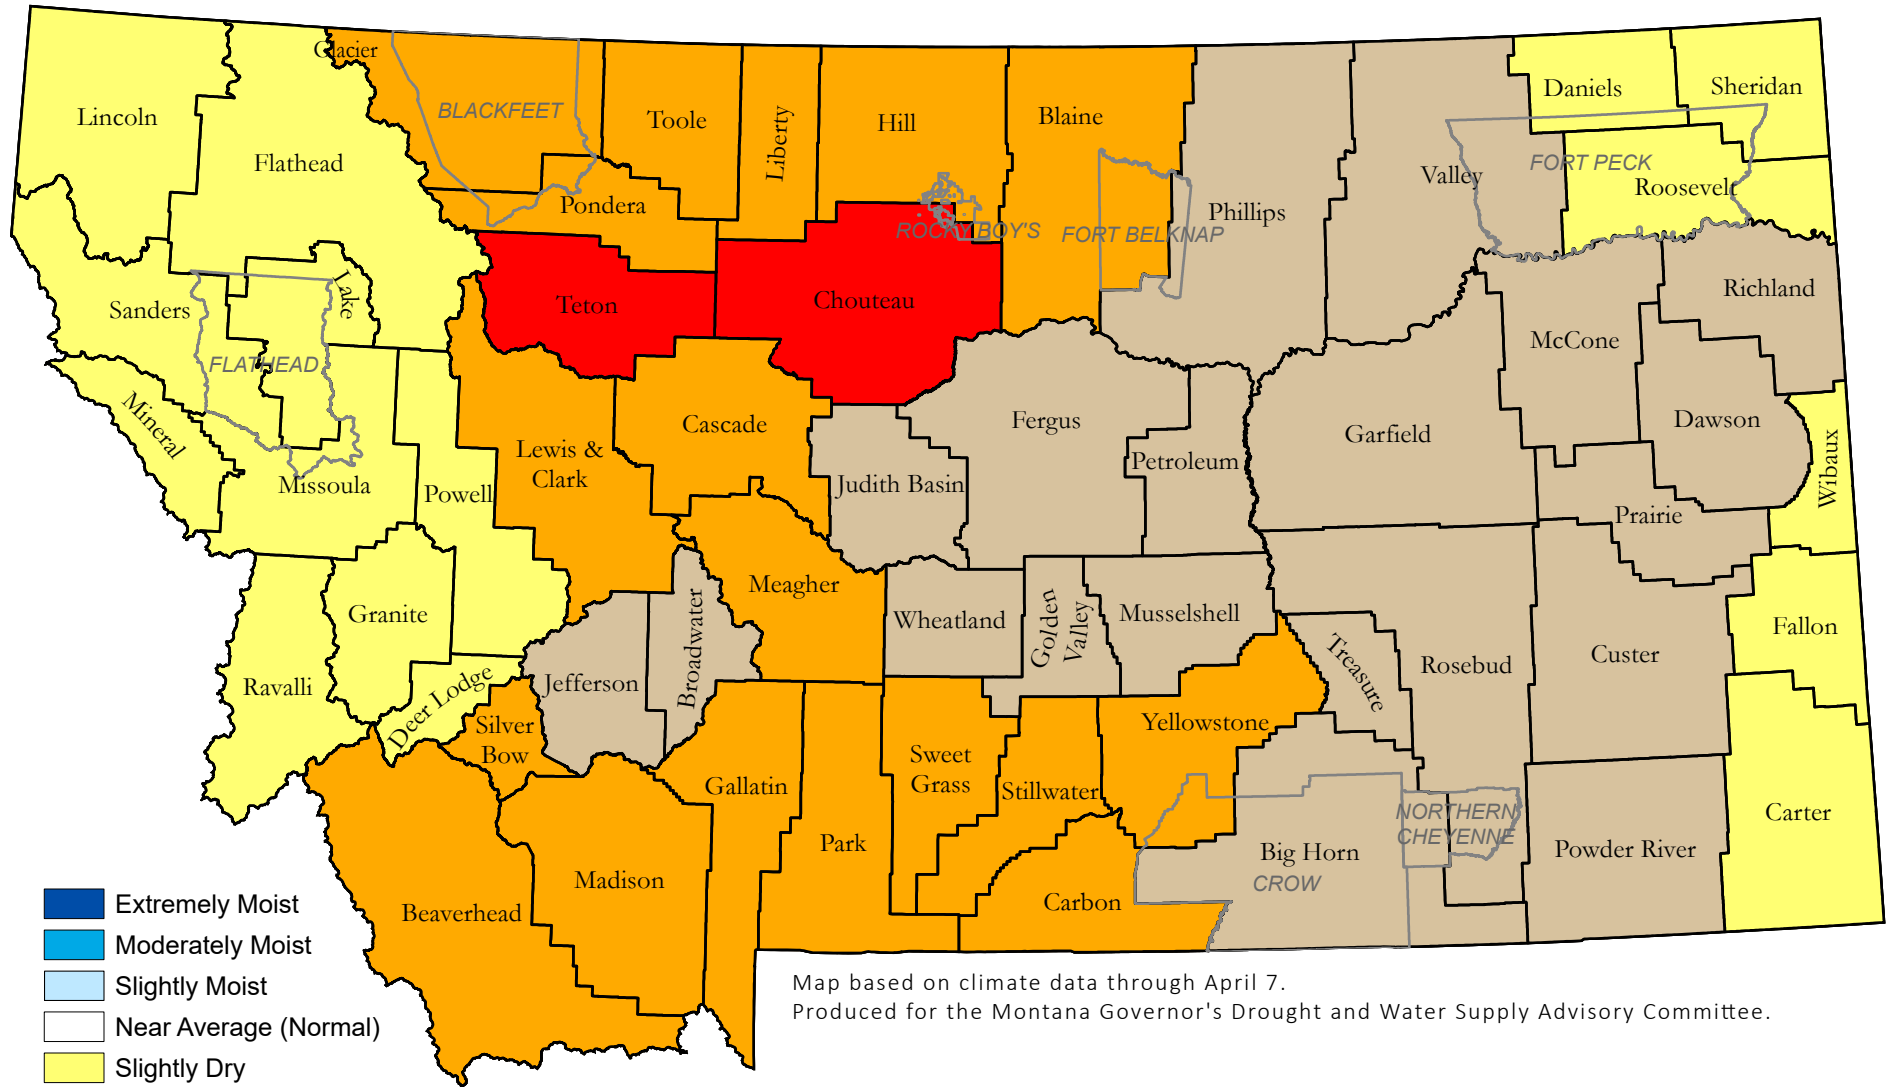 Glacier
Lincoln
Flathead
BLACKFEET
Toole
Liberty
Hill
Blaine
Daniels
Sheridan
Pondera
Phillips
Valley
FORT PECK
Roosevelt
ROCKY BOY'S
FORT BELKNAP
Sanders
Lake
Teton
Chouteau
Richland
McCone
FLATHEAD
Mineral
Cascade
Fergus
Garfield
Dawson
Wibaux
Lewis &
Clark
Judith Basin
Petroleum
Missoula
Powell
Prairie
Meagher
Granite
Wheatland
Golden
Valley
Musselshell
Fallon
Broadwater
Ravalli
Jefferson
Treasure
Rosebud
Custer
Deer Lodge
Silver
Bow
Yellowstone
Gallatin
Sweet
Grass
Stillwater
NORTHERN
CHEYENNE
Carter
Park
Big Horn
CROW
Powder River
Madison
Beaverhead
Carbon
Extremely Moist
Moderately Moist
Slightly Moist
Near Average (Normal)
Slightly Dry
Map based on climate data through April 7.
Produced for the Montana Governor's Drought and Water Supply Advisory Committee.